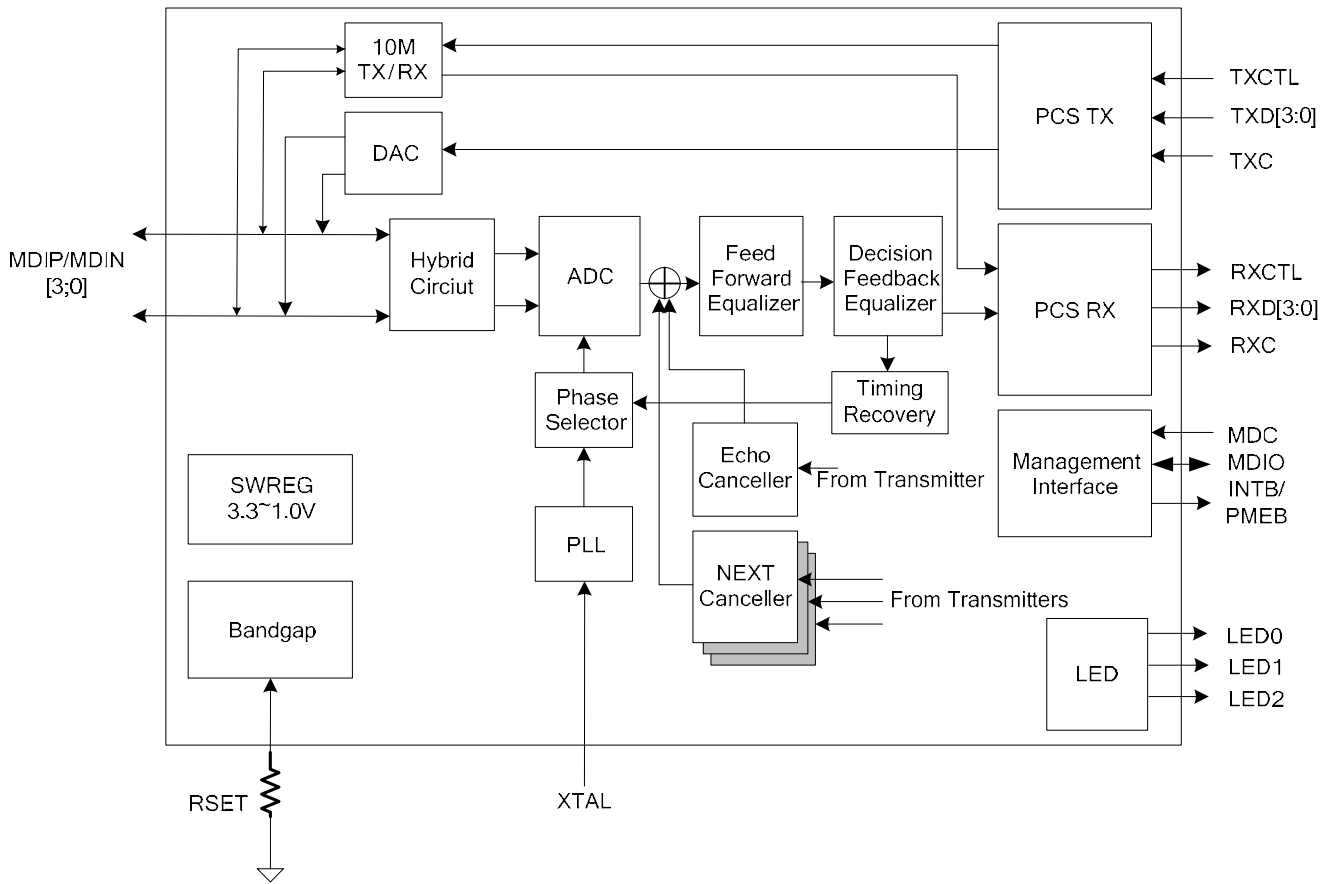 10M
TX/RX
DAC
PCS TX
TXCTL
TXD[3:0]
TXC
MDIP/MDIN
[3;0]
Hybrid
Circiut
ADC
Feed
Forward
Equalizer
Decision
Feedback
Equalizer
PCS RX
RXCTL
RXD[3:0]
RXC
Phase
Selector
Timing
Recovery
Echo
Canceller
From Transmitter
Management
Interface
MDC
MDIO
INTB/
PMEB
SWREG
3.3~1.0V
PLL
NEXT
Canceller
From Transmitters
Bandgap
LED
LED0
LED1
LED2
RSET
XTAL